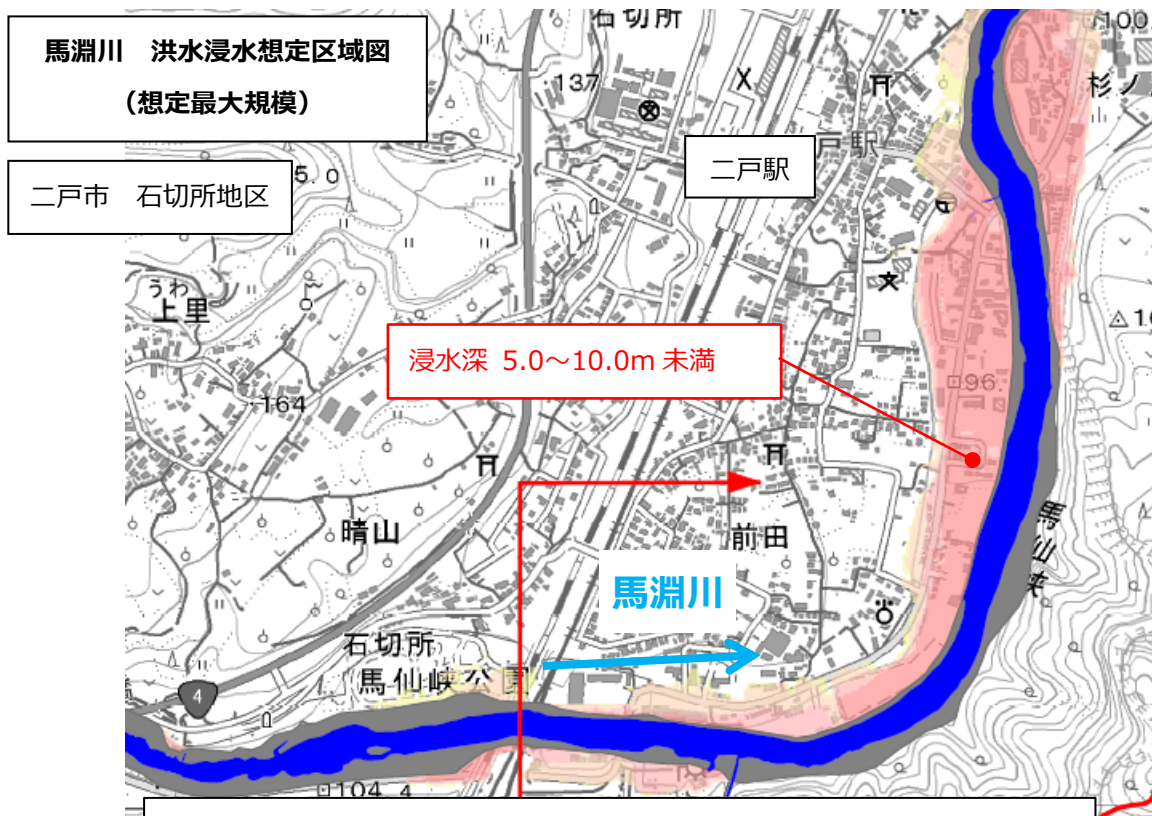 馬淵川　洪水浸水想定区域図
（想定最大規模）
石切所
100.
137
杉ノ
二戸駅
戸駅
二戸市　石切所地区
5.0
うわ
上里
164
浸水深 5.0～10.0m 未満
96.
晴山
前田
馬仙峡
馬淵川
石切所
馬仙峡公園
4
104.4